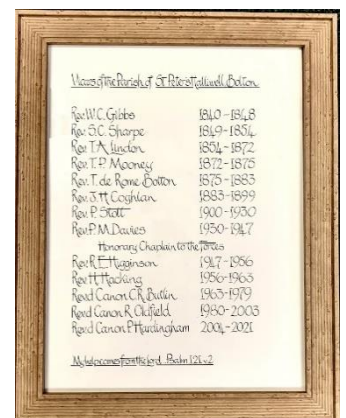 Vicars of the Parish of St Peter's Halliwell Bolton
Rev. W.C. Gibbs 1840-1848
Rev. S.C. Sharpe 1849-1854
Rev. T.A. Lindon 1854-1872
Rev. T.P. Mooney 1872-1875
Rev. T. de Rome Bolton 1875-1883
Rev. J.H Coghlan 1883-1899
Rev. P. Stott 1900-1930
Rev. P.M. Davies 1930-1947
Honorary Chaplain to the forces
Rev. R.E Higginson 1947-1956
Rev. H. Hacking 1956-1963
Revd Canon C.R. Butlin 1963-1979
Revd Canon R. Oldfield 1980-2003
Revd Canon P. Hardingham 2004-2021
My help comes from the lord. Psalm 121 v.2